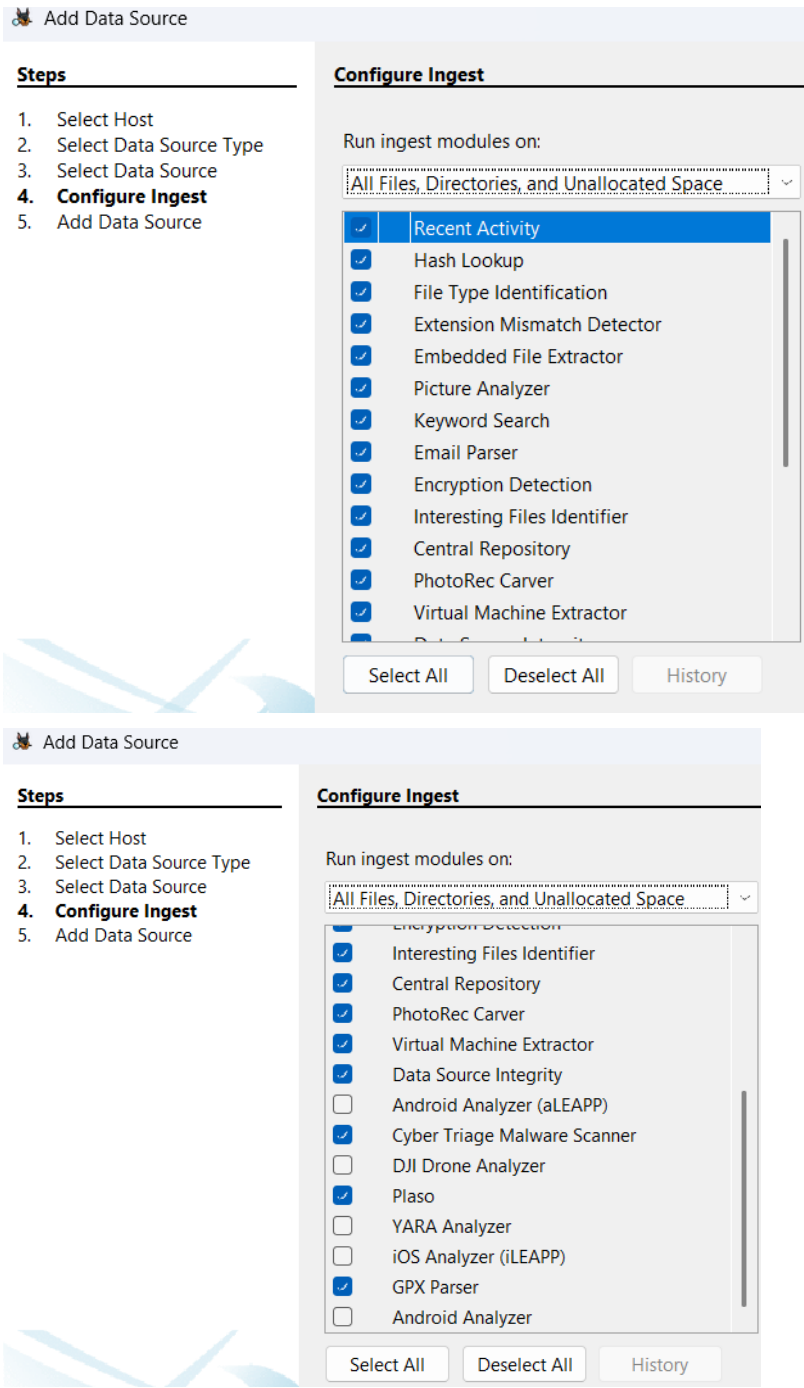 Add Data Source
Steps
1. Select Host
2. Select Data Source Type
3. Select Data Source
4. Configure Ingest
5. Add Data Source
Configure Ingest
Run ingest modules on:
All Files, Directories, and Unallocated Space
Recent Activity
Hash Lookup
File Type Identification
Extension Mismatch Detector
Embedded File Extractor
Picture Analyzer
Keyword Search
Email Parser
Encryption Detection
Interesting Files Identifier
Central Repository
PhotoRec Carver
Virtual Machine Extractor
Data Source Integrity
Select All Deselect All History
Add Data Source
Steps
1. Select Host
2. Select Data Source Type
3. Select Data Source
4. Configure Ingest
5. Add Data Source
Configure Ingest
Run ingest modules on:
All Files, Directories, and Unallocated Space
Encryption Detection
Interesting Files Identifier
Central Repository
PhotoRec Carver
Virtual Machine Extractor
Data Source Integrity
Android Analyzer (aLEAPP)
Cyber Triage Malware Scanner
DJI Drone Analyzer
Plaso
YARA Analyzer
iOS Analyzer (iLEAPP)
GPX Parser
Android Analyzer
Select All Deselect All History